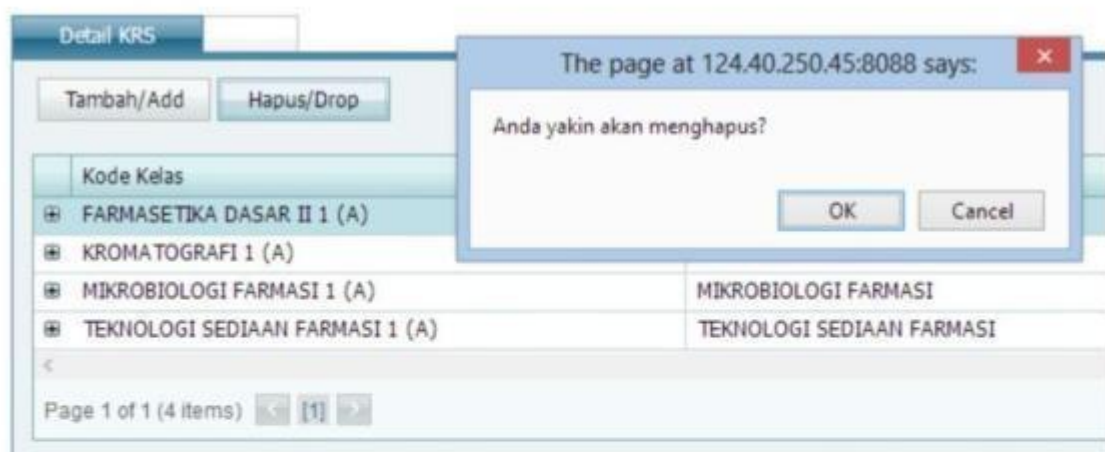 Detail KRS
The page at 124.40.250.45:8088 says:
Tambah/Add Hapus/Drop
Anda yakin akan menghapus?
OK Cancel
Kode Kelas
FARMASETIKA DASAR II 1 (A)
KROMATOGRAFI 1 (A)
MIKROBIOLOGI FARMASI 1 (A) MIKROBIOLOGI FARMASI
TEKNOLOGI SEDIAAN FARMASI 1 (A) TEKNOLOGI SEDIAAN FARMASI
Page 1 of 1 (4 items) < [1] >